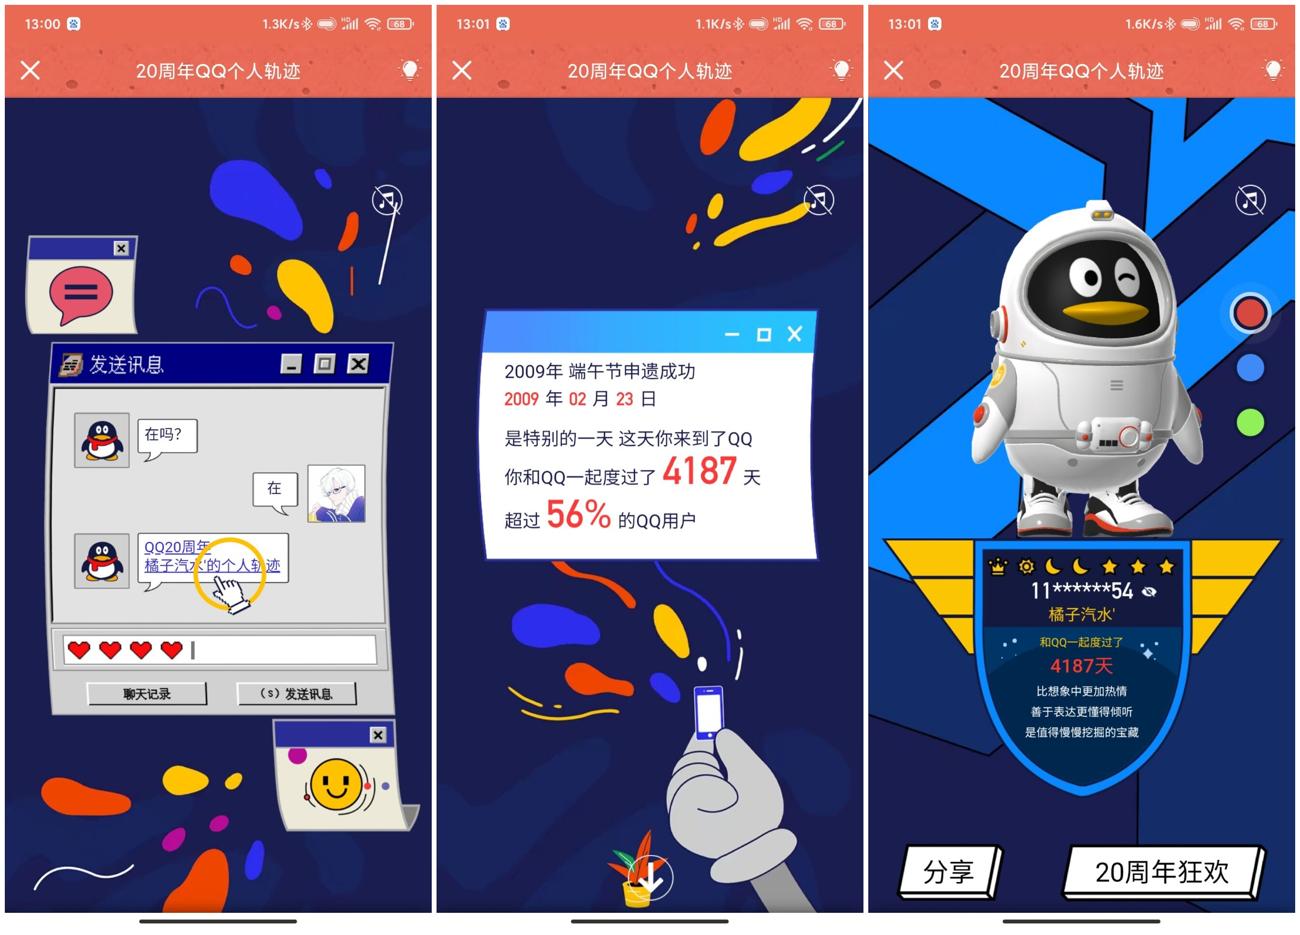 13:00
1.3K/s
HD
68
20周年QQ个人轨迹
发送讯息
在吗?
在
QQ20周年
橘子汽水'的个人轨迹
聊天记录
(s) 发送讯息
13:01
1.1K/s
HD
68
20周年QQ个人轨迹
2009年 端午节申遗成功
2009 年 02 月 23 日
是特别的一天 这天你来到了QQ
你和QQ一起度过了 4187 天
超过 56% 的QQ用户
13:01
1.6K/s
HD
68
20周年QQ个人轨迹
11******54
橘子汽水'
和QQ一起度过了
4187天
比想象中更加热情
善于表达更懂得倾听
是值得慢慢挖掘的宝藏
分享
20周年狂欢